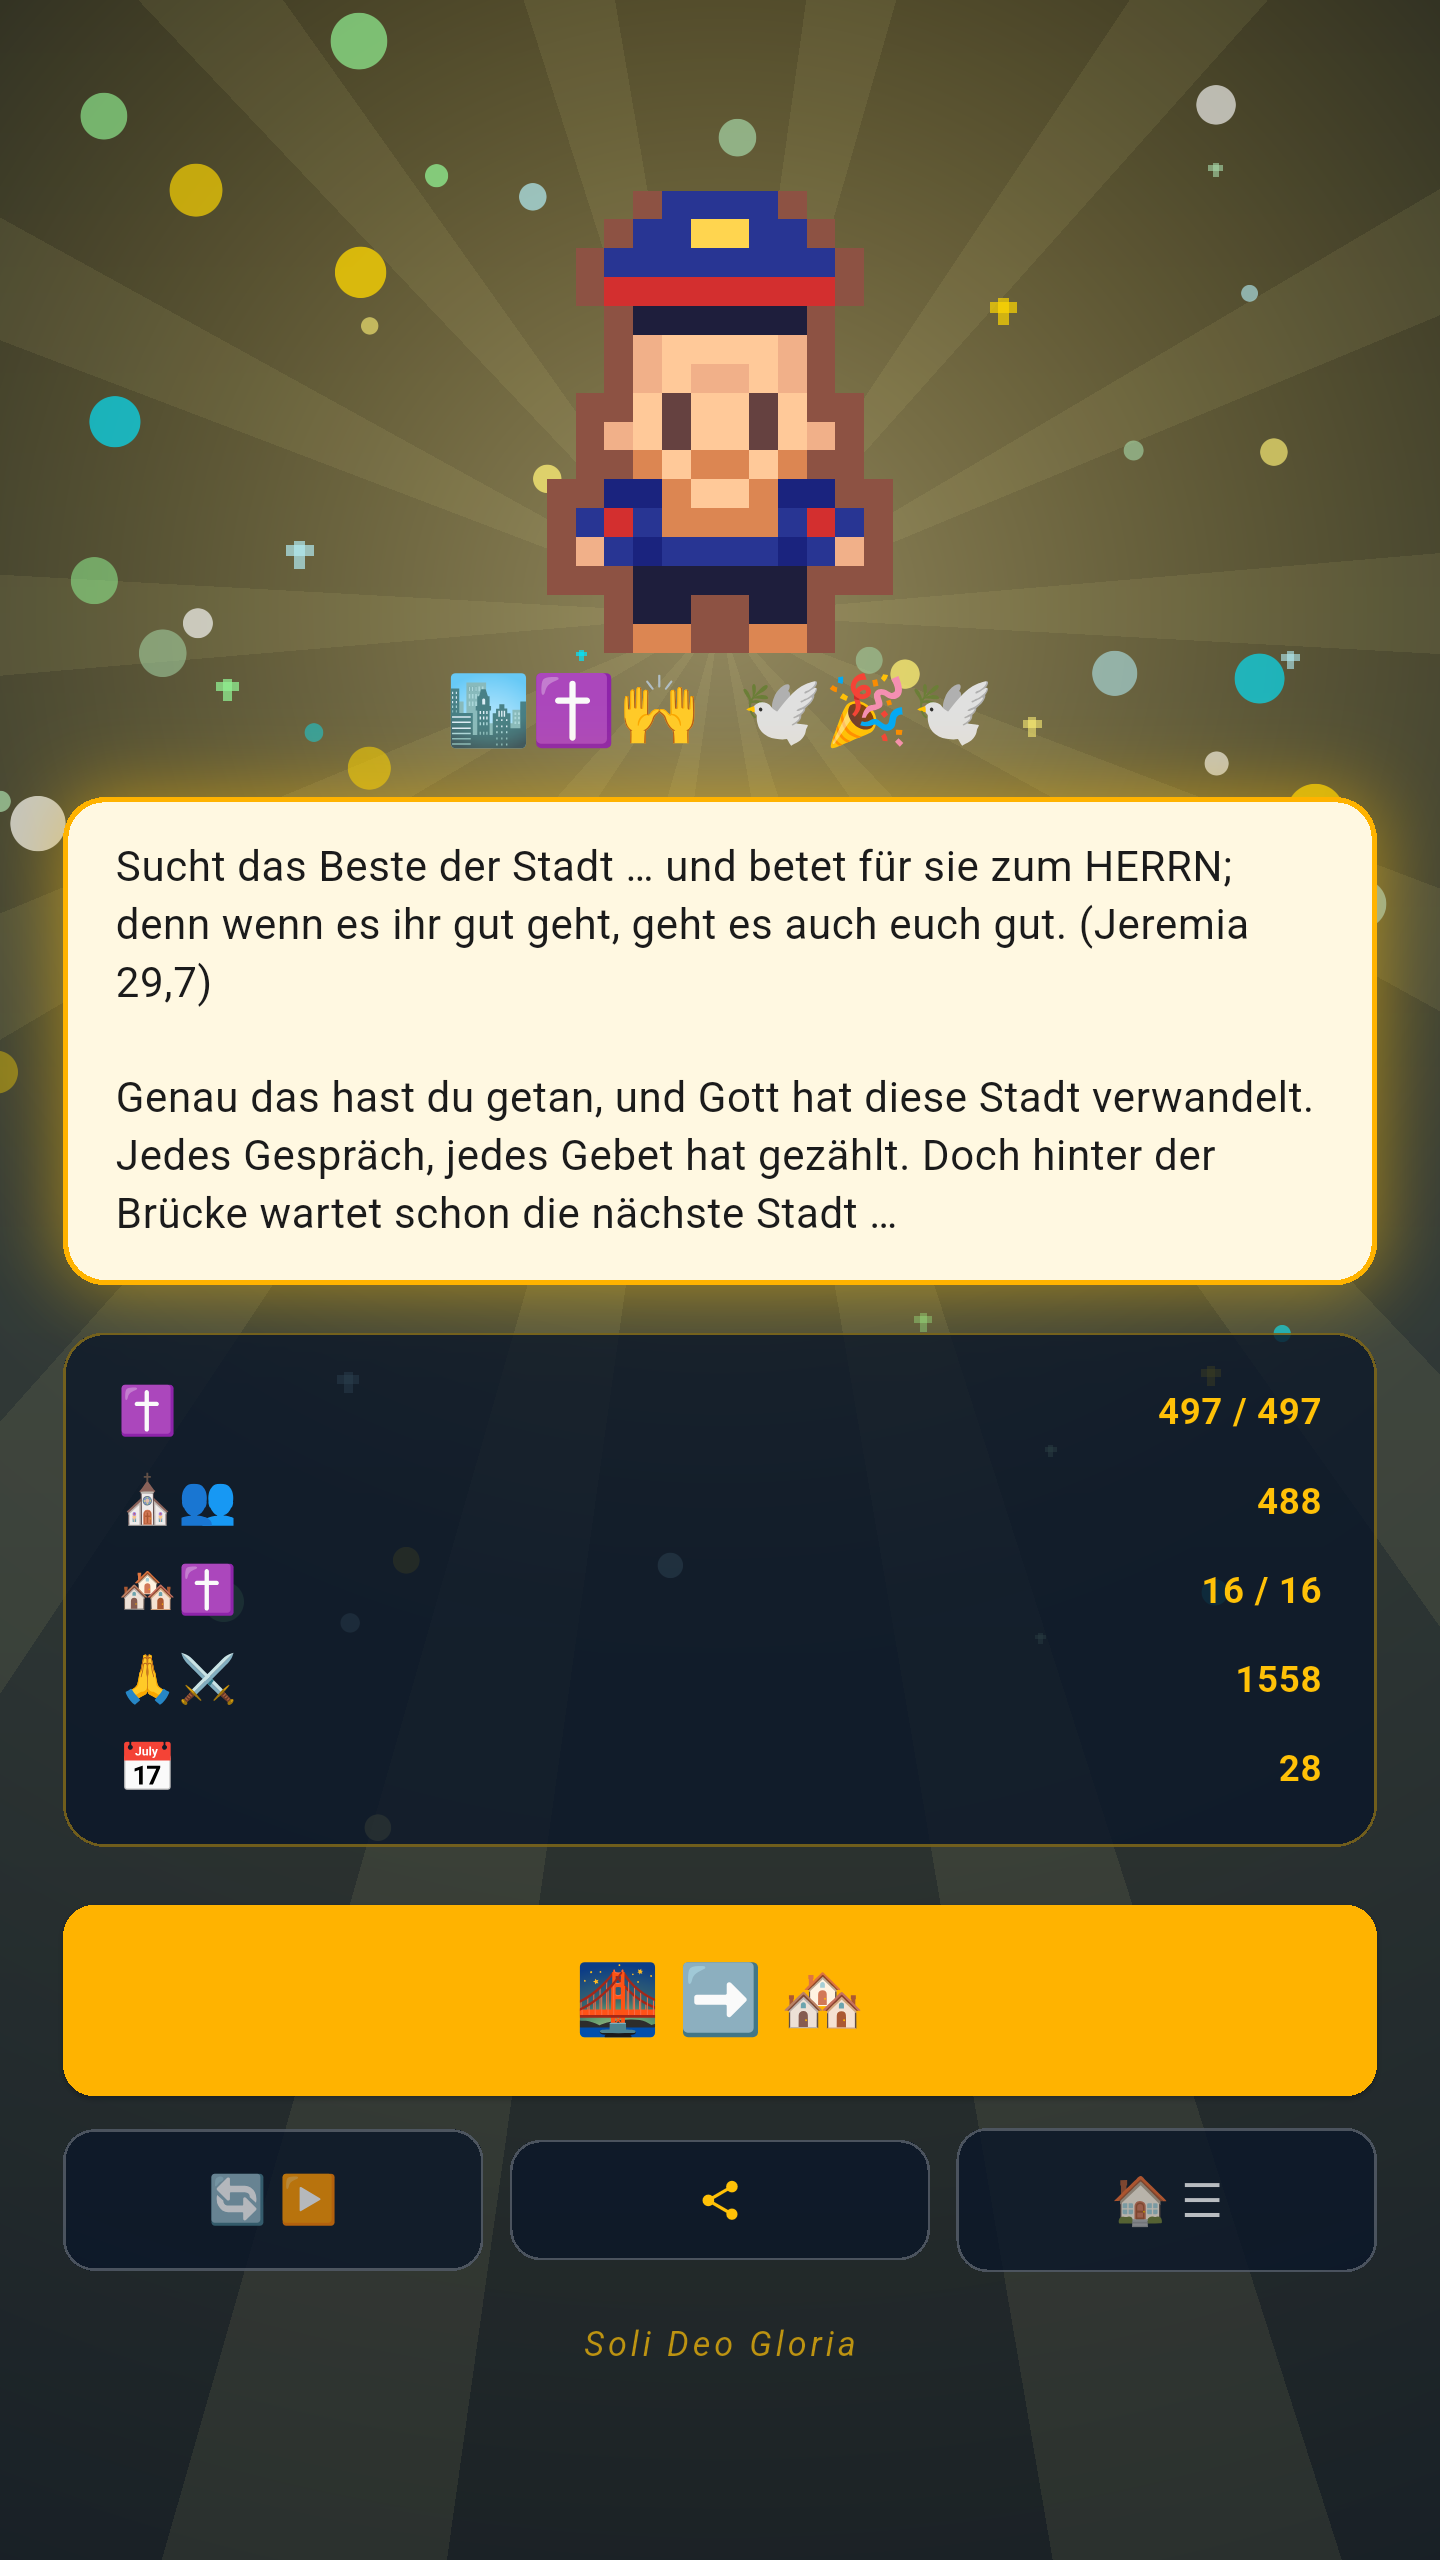 Sucht das Beste der Stadt … und betet für sie zum HERRN;
denn wenn es ihr gut geht, geht es auch euch gut. (Jeremia
29,7)
Genau das hast du getan, und Gott hat diese Stadt verwandelt.
Jedes Gespräch, jedes Gebet hat gezählt. Doch hinter der
Brücke wartet schon die nächste Stadt …
497 / 497
488
16 / 16
1558
July
17
28
Soli Deo Gloria